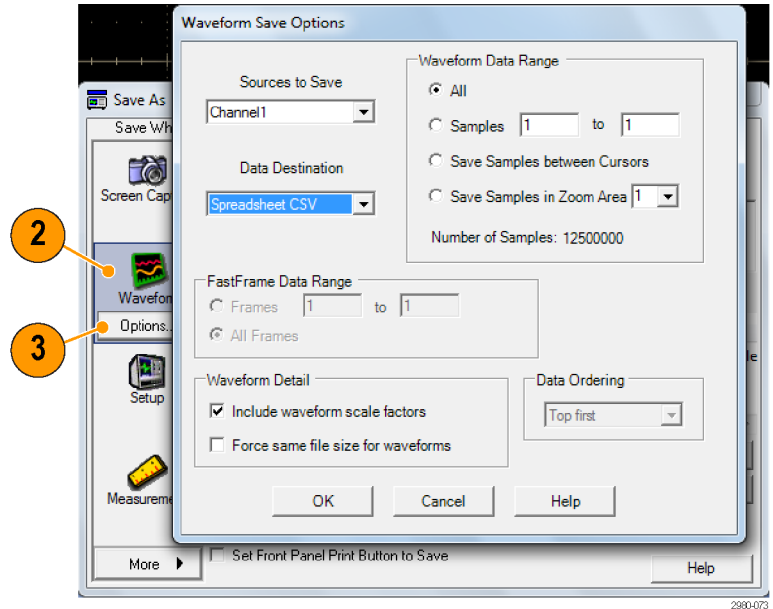 Waveform Save Options
Sources to Save
Channel1
Data Destination
Spreadsheet CSV
Waveform Data Range
All
Samples 1 to 1
Save Samples between Cursors
Save Samples in Zoom Area 1
Number of Samples: 12500000
FastFrame Data Range
Frames 1 to 1
All Frames
Waveform Detail
Include waveform scale factors
Force same file size for waveforms
Data Ordering
Top first
OK Cancel Help
Save As
Save Wh
Screen Cap
2
Wavefor
3
Options..
Setup
Measureme
More
Set Front Panel Print Button to Save
Help
le
2980-073